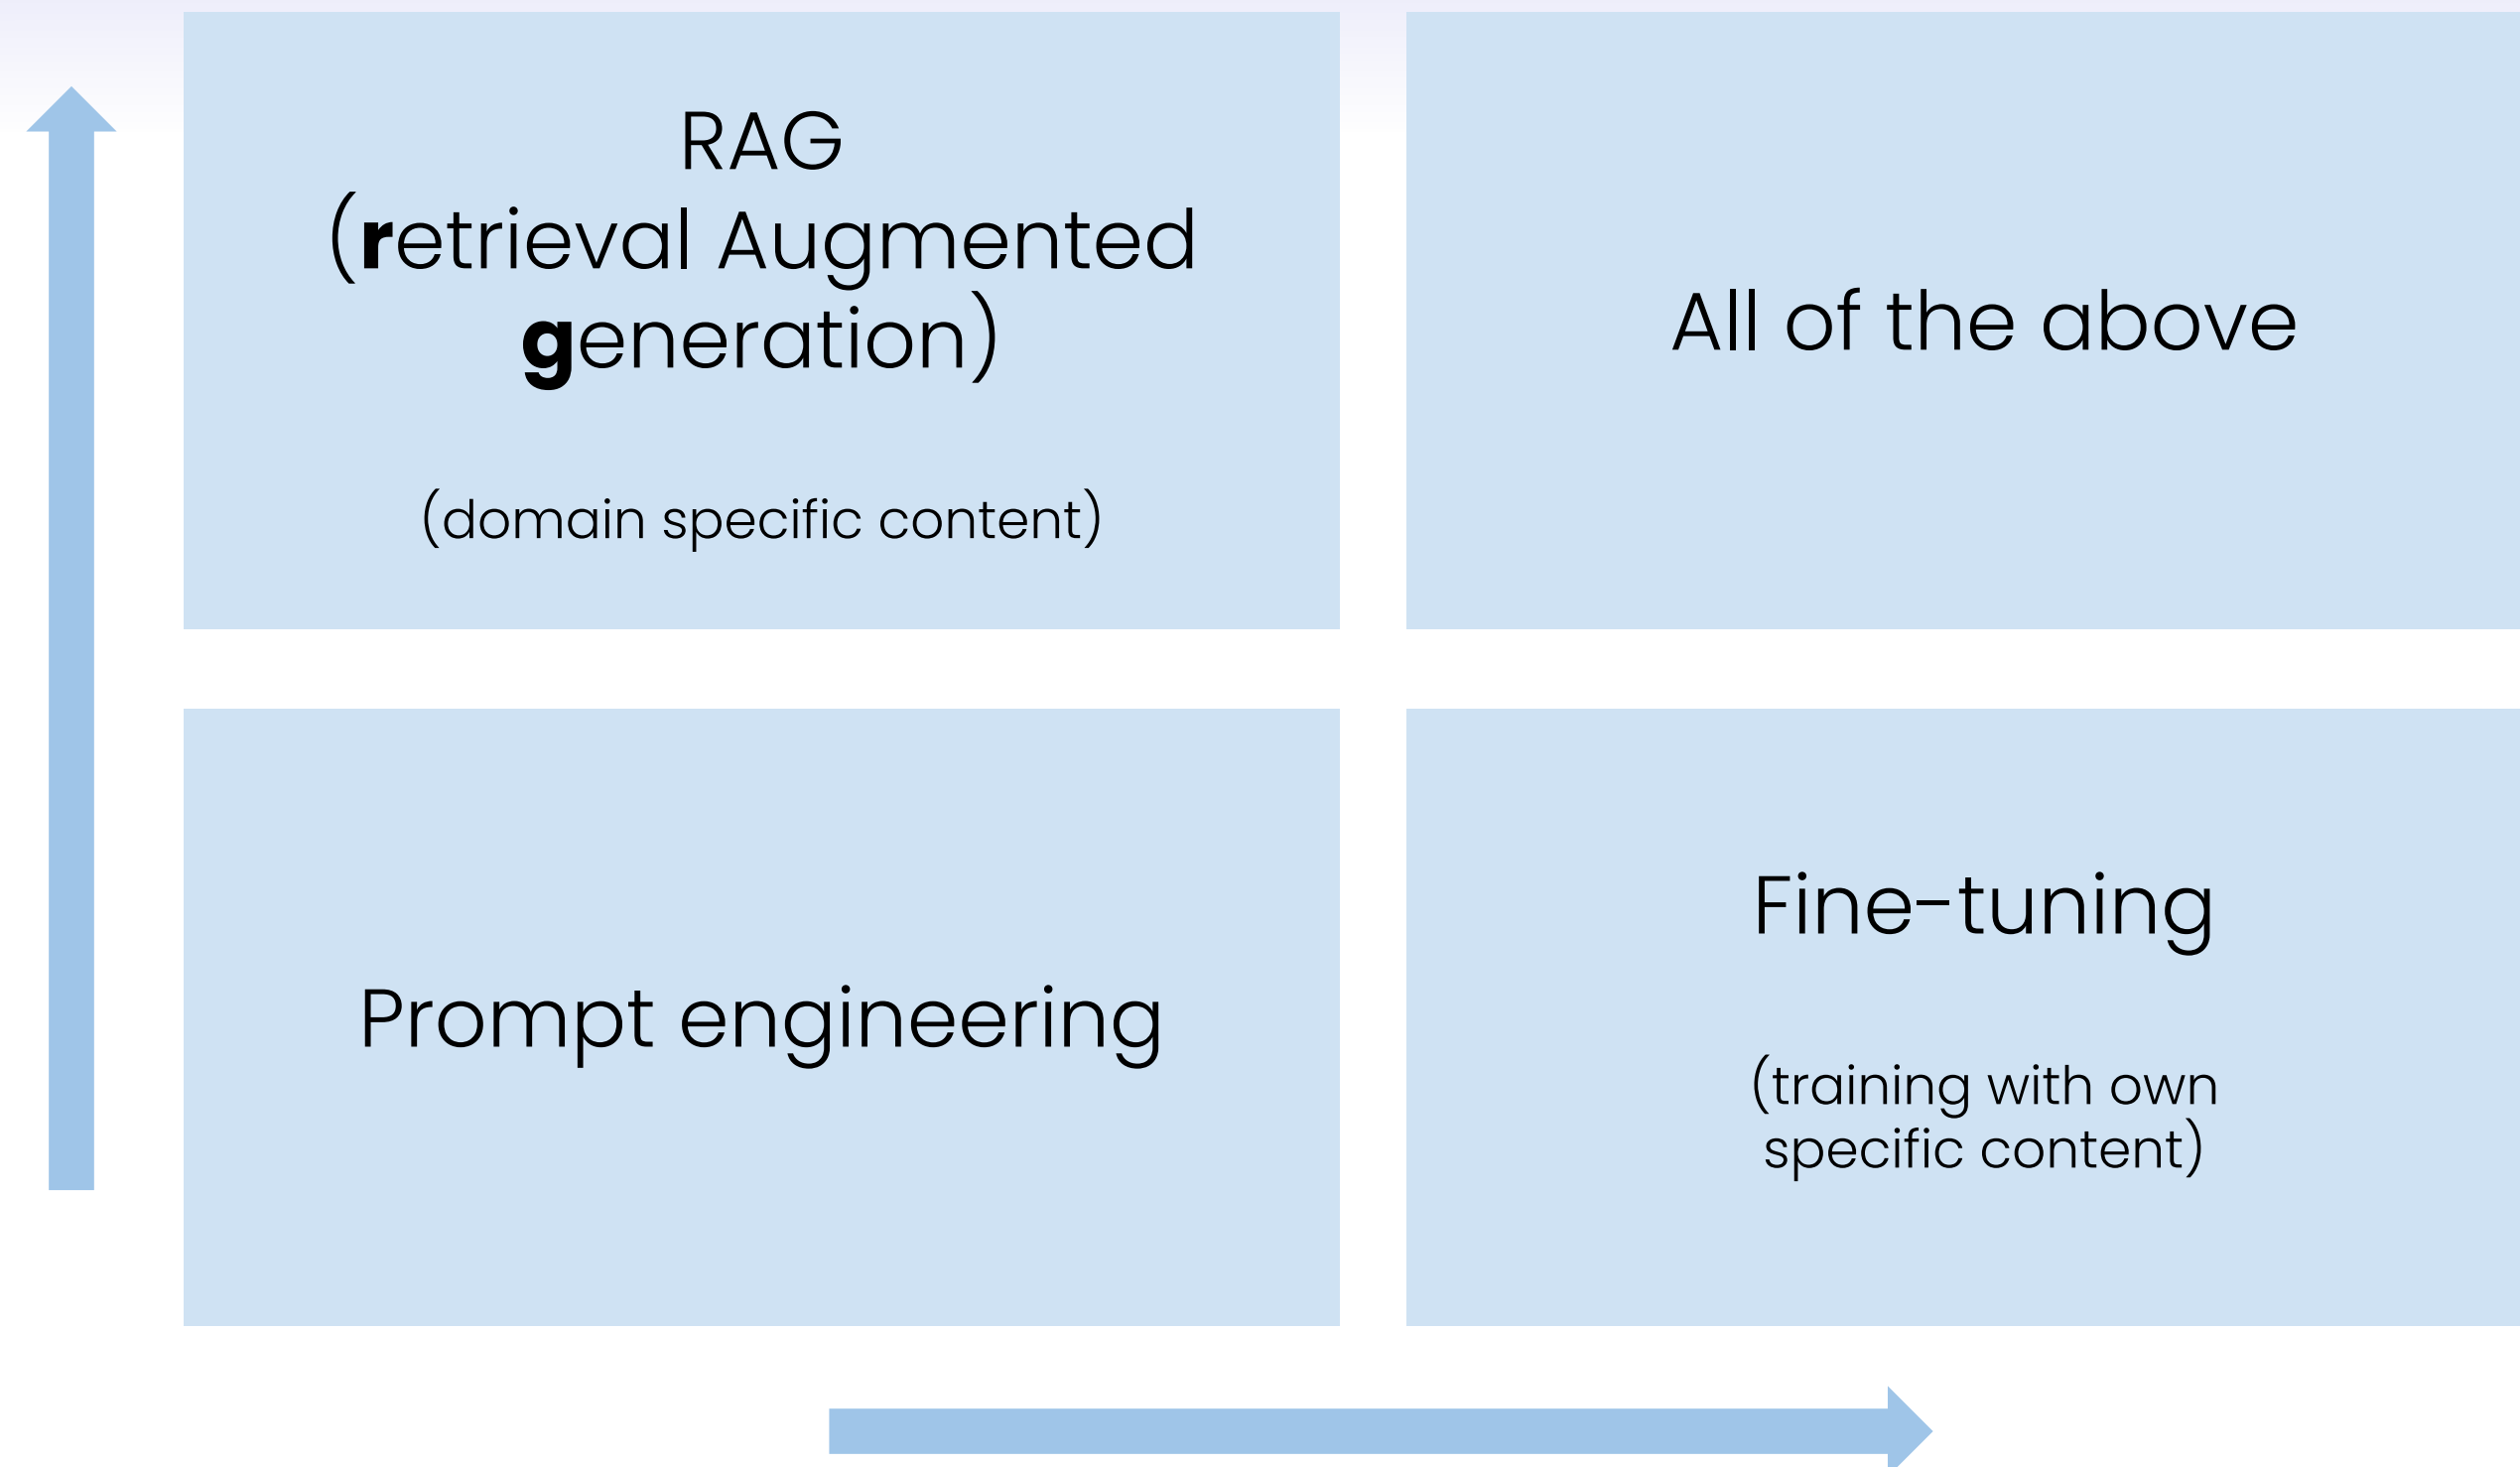 RAG
(retrieval Augmented
generation)
(domain specific content)
All of the above
Prompt engineering
Fine-tuning
(training with own
specific content)